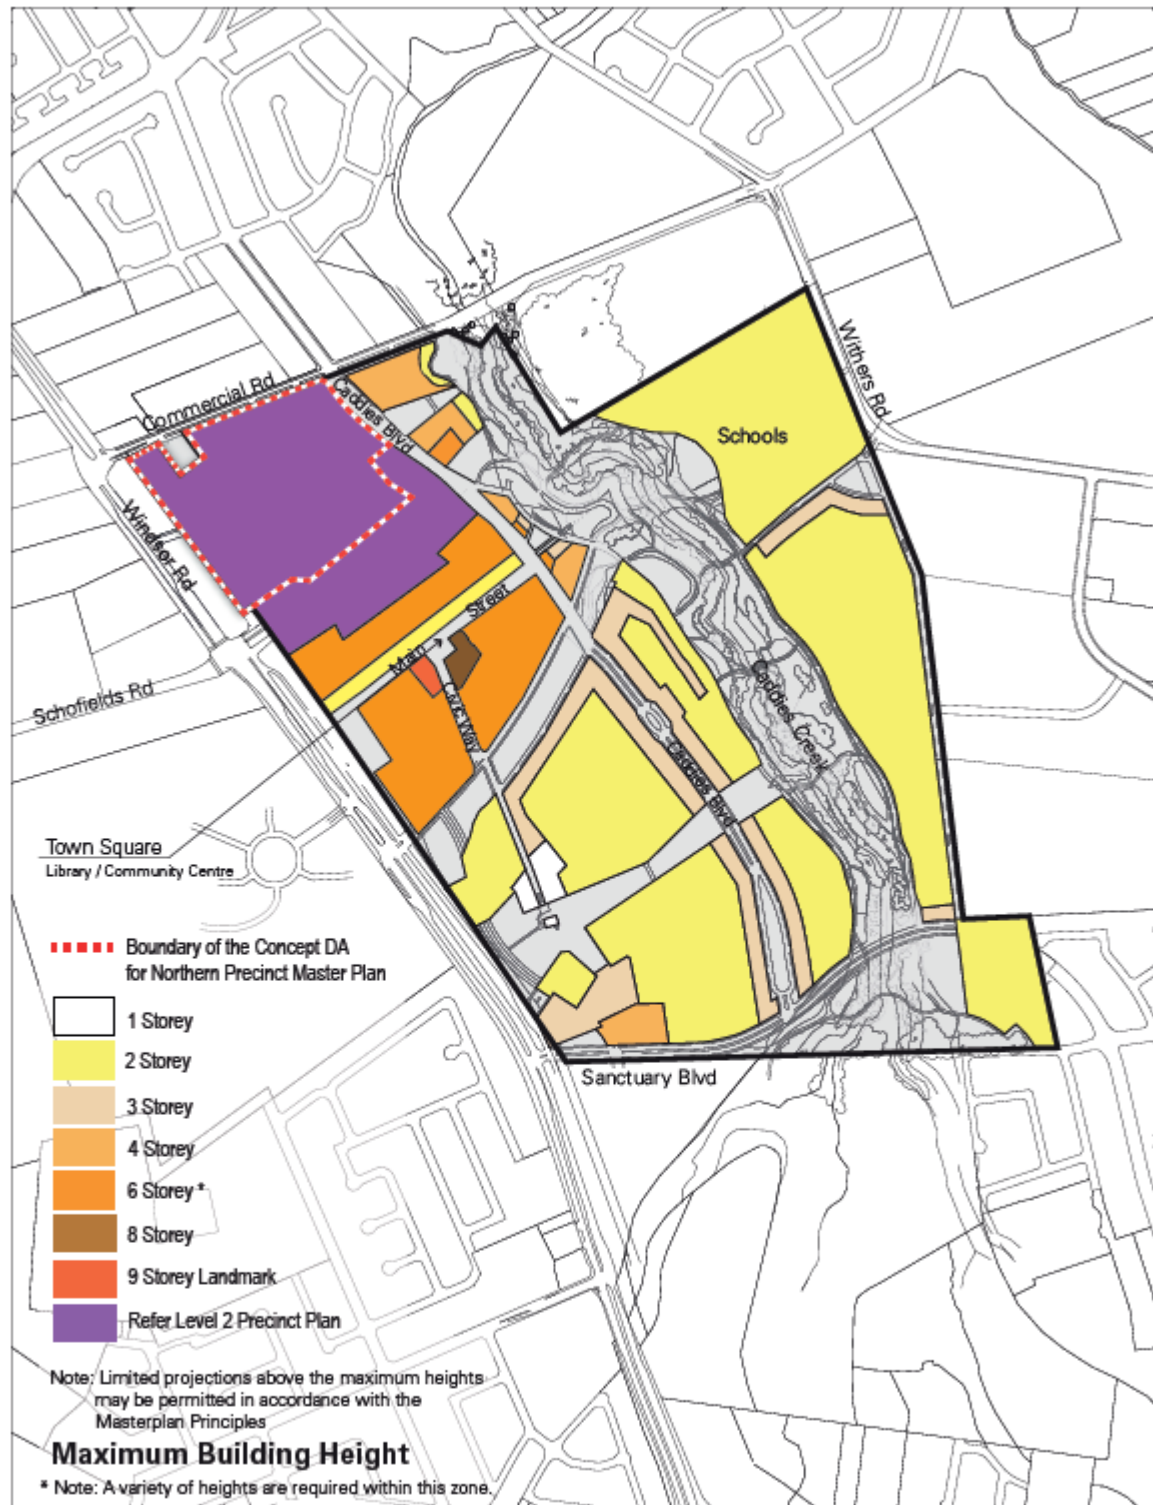 Withers Rd
Commercial Rd
Caddies Blvd
Schools
Windsor Rd
Street
Main
Civic Way
Schofields Rd
Caddies Creek
Caddies Blvd
Town Square
Library / Community Centre
Boundary of the Concept DA
for Northern Precinct Master Plan
1 Storey
2 Storey
Sanctuary Blvd
3 Storey
4 Storey
6 Storey *
8 Storey
9 Storey Landmark
Refer Level 2 Precinct Plan
Note: Limited projections above the maximum heights
may be permitted in accordance with the
Masterplan Principles
Maximum Building Height
* Note: A variety of heights are required within this zone.